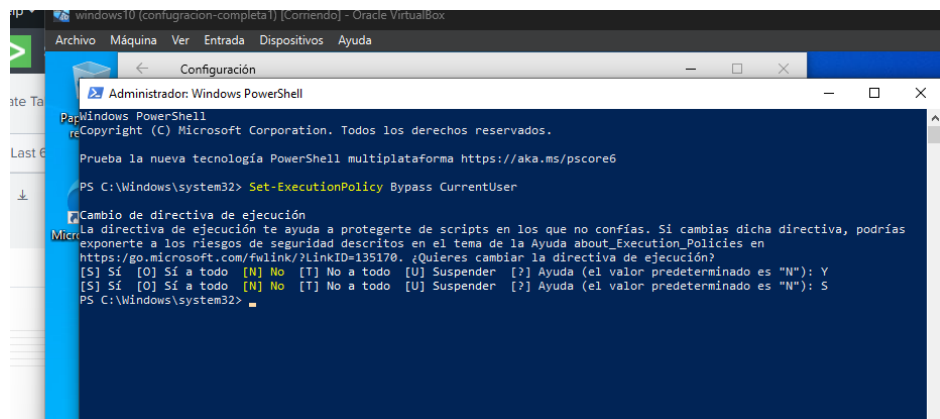 windows10 (confugracion-completa1) [Corriendo] - Oracle VirtualBox
Archivo Máquina Ver Entrada Dispositivos Ayuda
Configuración
Administrador: Windows PowerShell
Windows PowerShell
Copyright (C) Microsoft Corporation. Todos los derechos reservados.
Prueba la nueva tecnología PowerShell multiplataforma https://aka.ms/pscore6
PS C:\Windows\system32> Set-ExecutionPolicy Bypass CurrentUser
Cambio de directiva de ejecución
La directiva de ejecución te ayuda a protegerte de scripts en los que no confías. Si cambias dicha directiva, podrías
exponerte a los riesgos de seguridad descritos en el tema de la Ayuda about_Execution_Policies en
https:/go.microsoft.com/fwlink/?LinkID=135170. ¿Quieres cambiar la directiva de ejecución?
[S] Sí [O] Sí a todo [N] No [T] No a todo [U] Suspender [?] Ayuda (el valor predeterminado es "N"): Y
[S] Sí [O] Sí a todo [N] No [T] No a todo [U] Suspender [?] Ayuda (el valor predeterminado es "N"): S
PS C:\Windows\system32>
Last 6